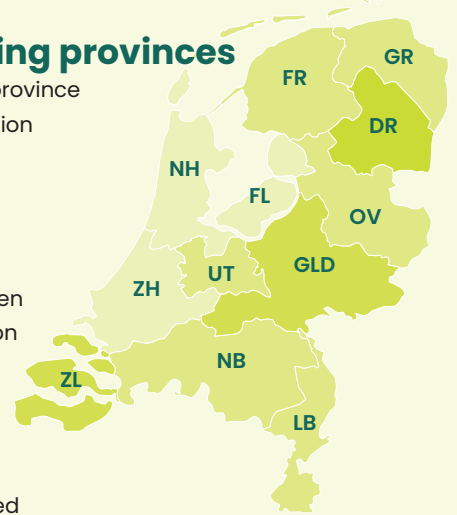 ing provinces
province
ion
en
on
ed
GR
FR
DR
NH
FL
OV
GLD
UT
ZH
NB
ZL
LB